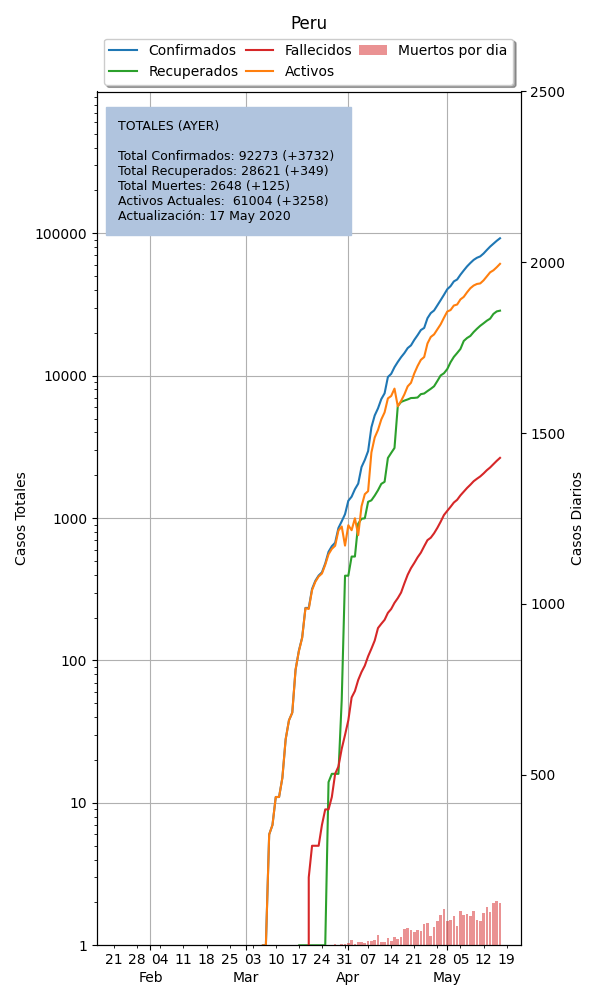 Peru
Confirmados Fallecidos Muertos por dia
Recuperados Activos
TOTALES (AYER)
Total Confirmados: 92273 (+3732)
Total Recuperados: 28621 (+349)
Total Muertes: 2648 (+125)
Activos Actuales:  61004 (+3258)
Actualización: 17 May 2020
Casos Totales
100000
10000
1000
100
10
1
2500
2000
1500
1000
500
Casos Diarios
21 28 04 11 18 25 03 10 17 24 31 07 14 21 28 05 12 19
Feb Mar Apr May